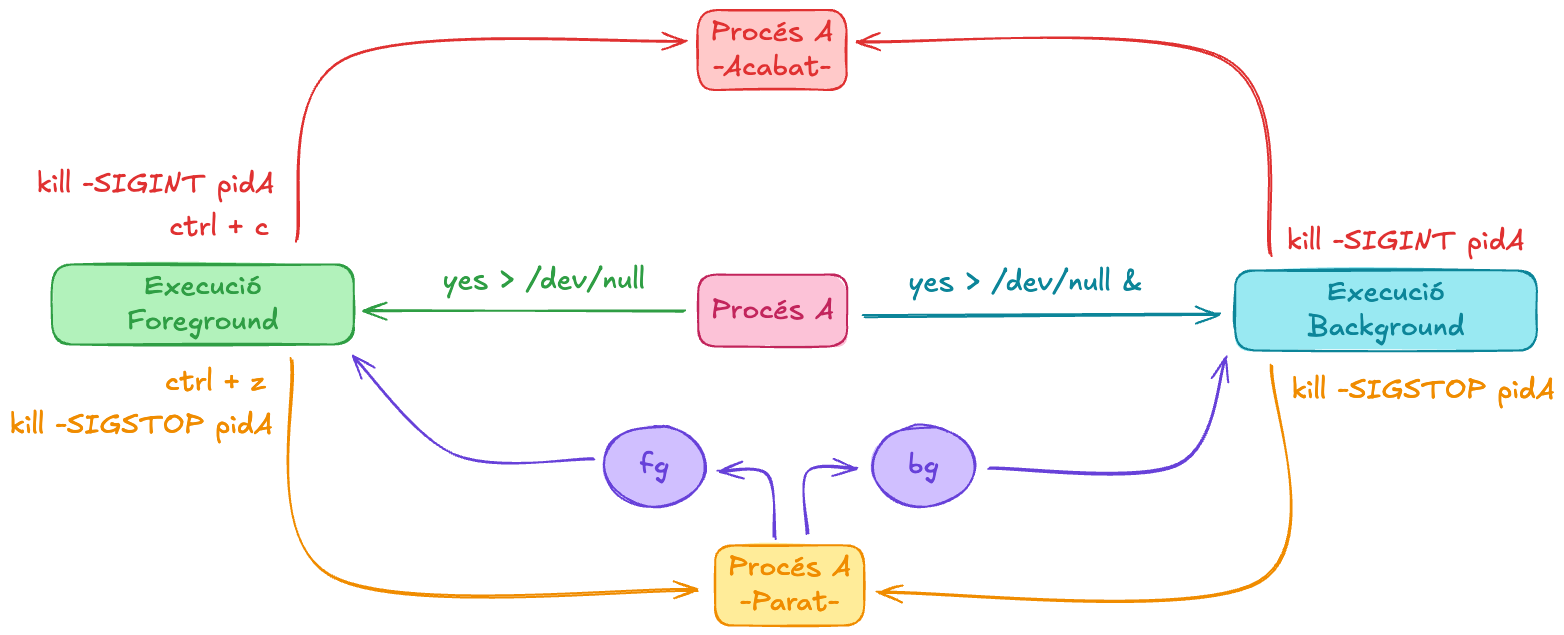 Procés A
-Acabat-
kill -SIGINT pidA
ctrl + c
kill -SIGINT pidA
Execució
Foreground
yes > /dev/null
Procés A
yes > /dev/null &
Execució
Background
ctrl + z
kill -SIGSTOP pidA
kill -SIGSTOP pidA
fg
bg
Procés A
-Parat-